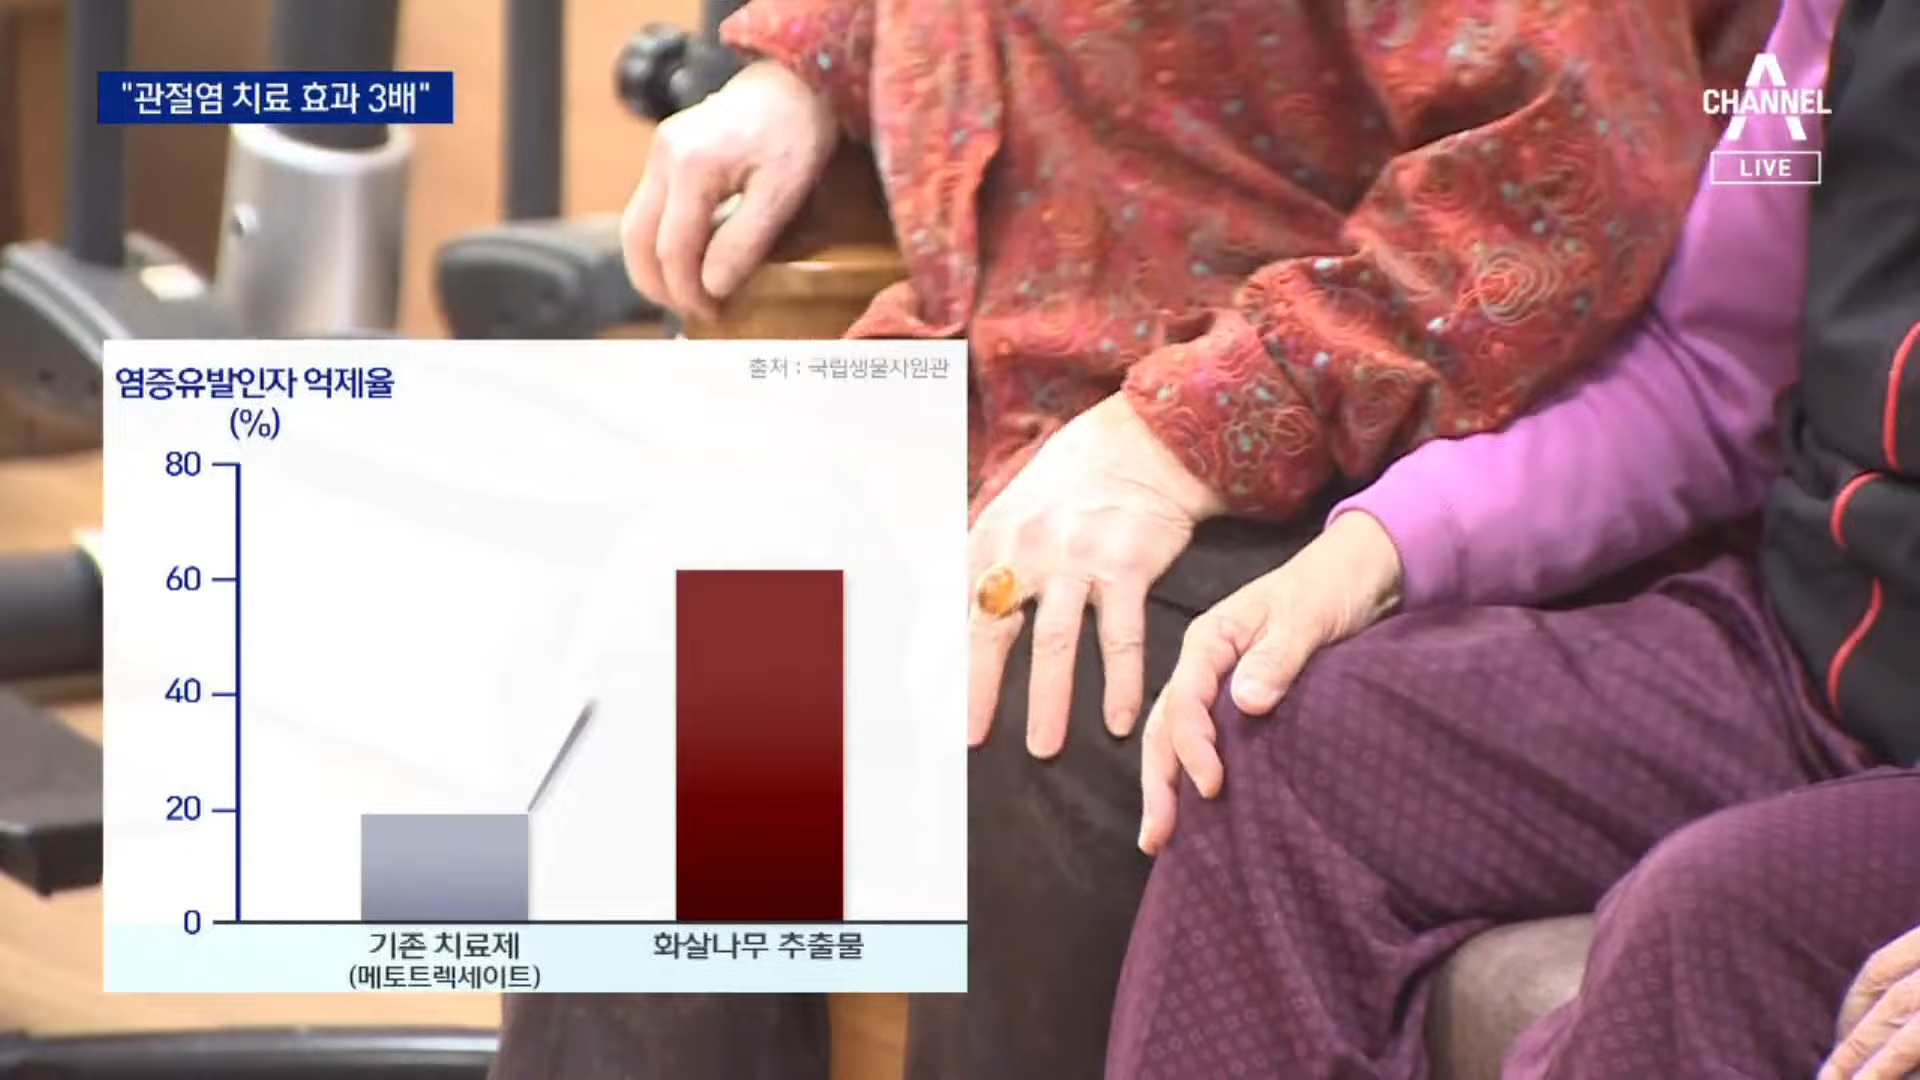 "관절염 치료 효과 3배"
CHANNEL A
LIVE
출처 : 국립생물자원관
염증유발인자 억제율
(%)
80
60
40
20
0
기존 치료제
(메토트렉세이트)
화살나무 추출물